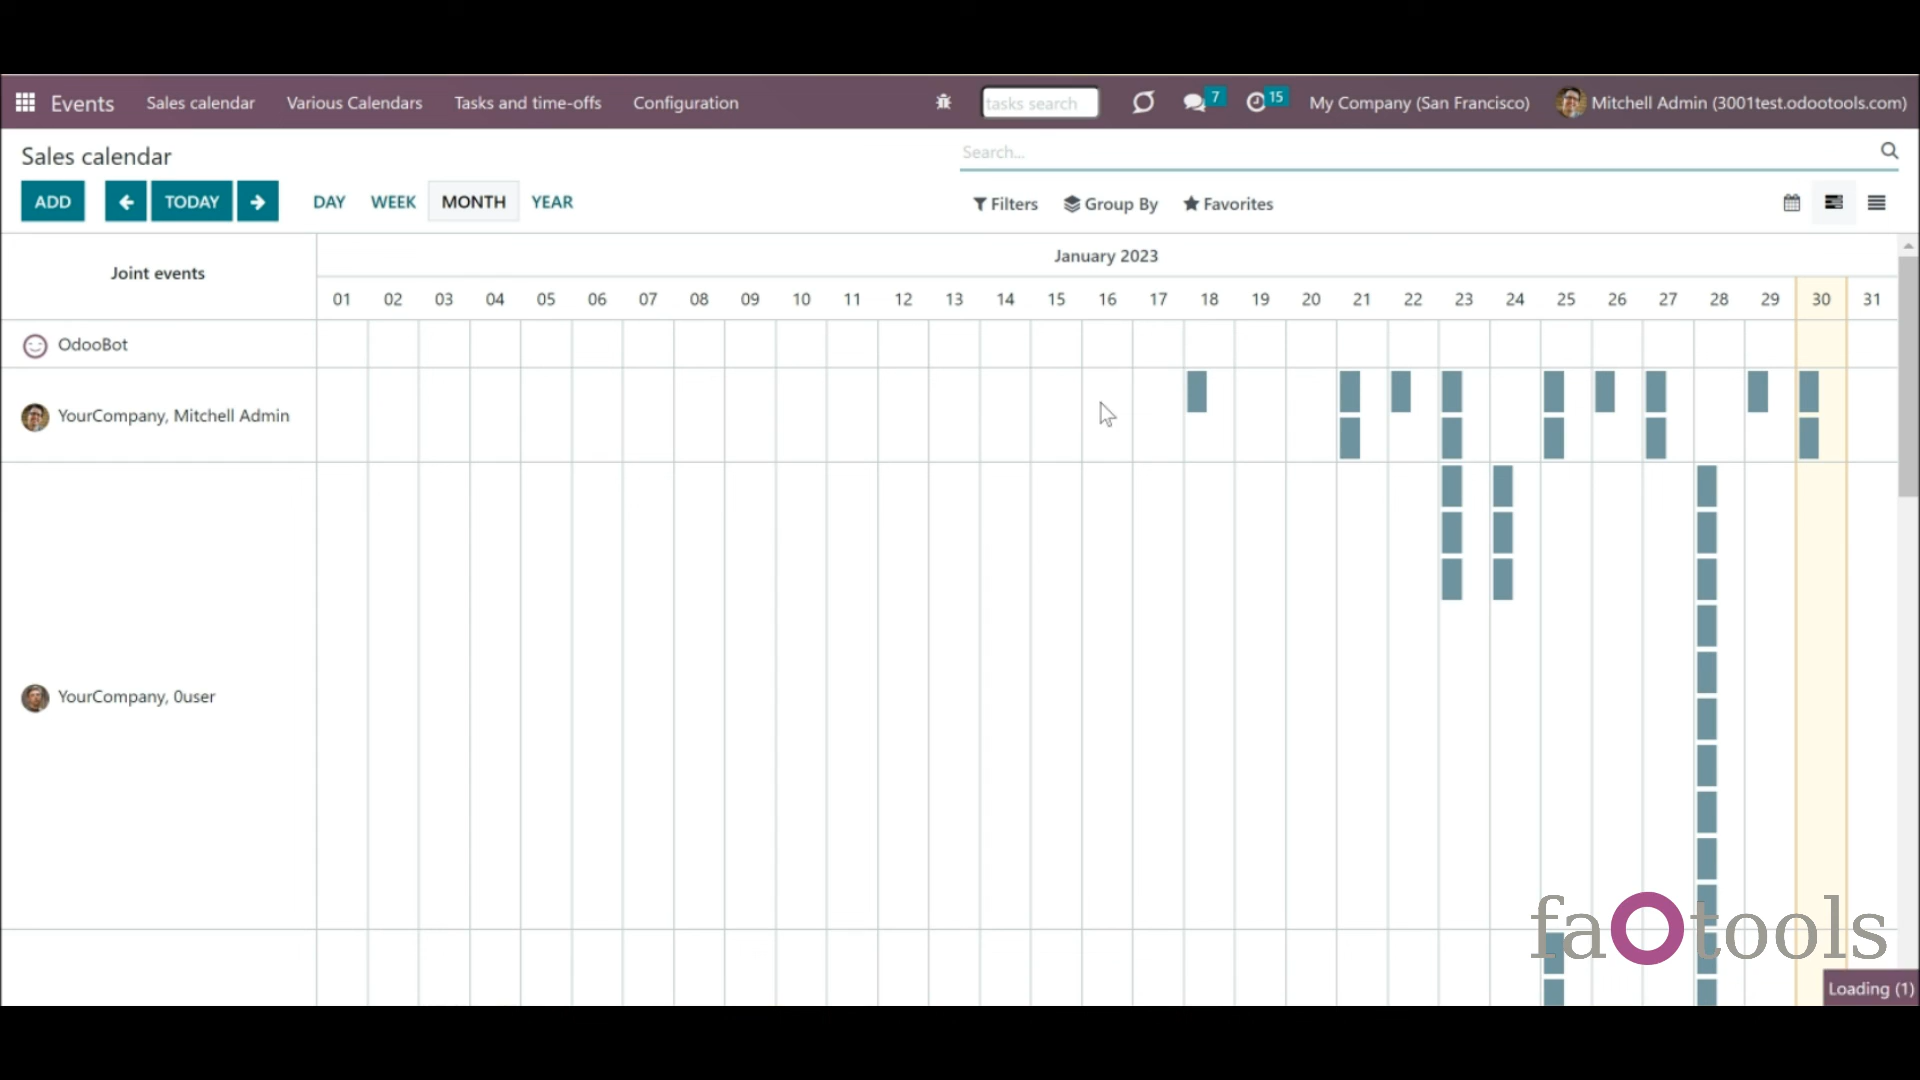 Events Sales calendar Various Calendars Tasks and time-offs Configuration tasks search 7 15 My Company (San Francisco) Mitchell Admin (3001test.odootools.com)
Sales calendar Search...
ADD TODAY DAY WEEK MONTH YEAR Filters Group By Favorites
January 2023
Joint events
01 02 03 04 05 06 07 08 09 10 11 12 13 14 15 16 17 18 19 20 21 22 23 24 25 26 27 28 29 30 31
OdooBot
YourCompany, Mitchell Admin
YourCompany, 0user
faOtools
Loading (1)